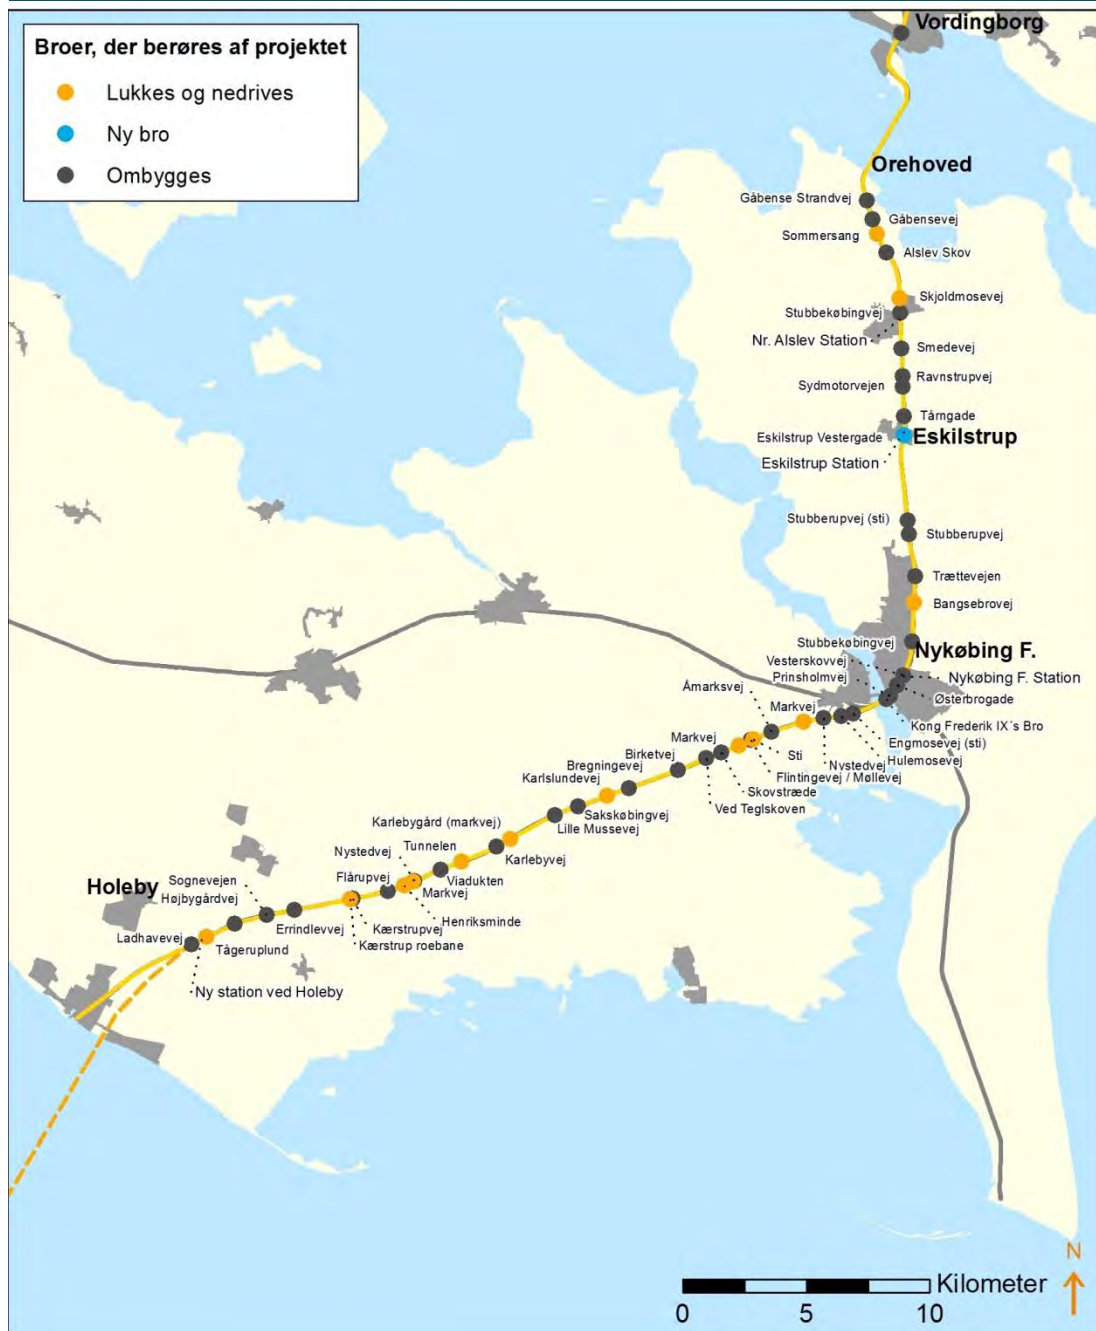 Broer, der berøres af projektet
Lukkes og nedrives
Ny bro
Ombygges
Vordingborg
Orehoved
Gåbense Strandvej
Gåbensevej
Sommersang
Alslev Skov
Skjoldmosevej
Stubbekøbingvej
Nr. Alslev Station
Smedevej
Ravnstrupvej
Sydmotorvejen
Tårngade
Eskilstrup Vestergade
Eskilstrup
Eskilstrup Station
Stubberupvej (sti)
Stubberupvej
Trættevejen
Bangsebrovej
Stubbekøbingvej
Nykøbing F.
Vesterskovvej
Prinsholmvej
Nykøbing F. Station
Åmarksvej
Østerbrogade
Markvej
Kong Frederik IX´s Bro
Markvej
Sti
Engmosevej (sti)
Birketvej
Nystedvej
Hulemosevej
Bregningevej
Flintingevej / Møllevej
Karlslundevej
Skovstræde
Sakskøbingvej
Ved Teglskoven
Karlebygård (markvej)
Lille Mussevej
Tunnelen
Nystedvej
Karlebyvej
Flårupvej
Viadukten
Holeby
Sognevejen
Markvej
Højbygårdvej
Henriksminde
Errindlevvej
Kærstrupvej
Ladhavevej
Tågeruplund
Kærstrup roebane
Ny station ved Holeby
N
Kilometer
0
5
10